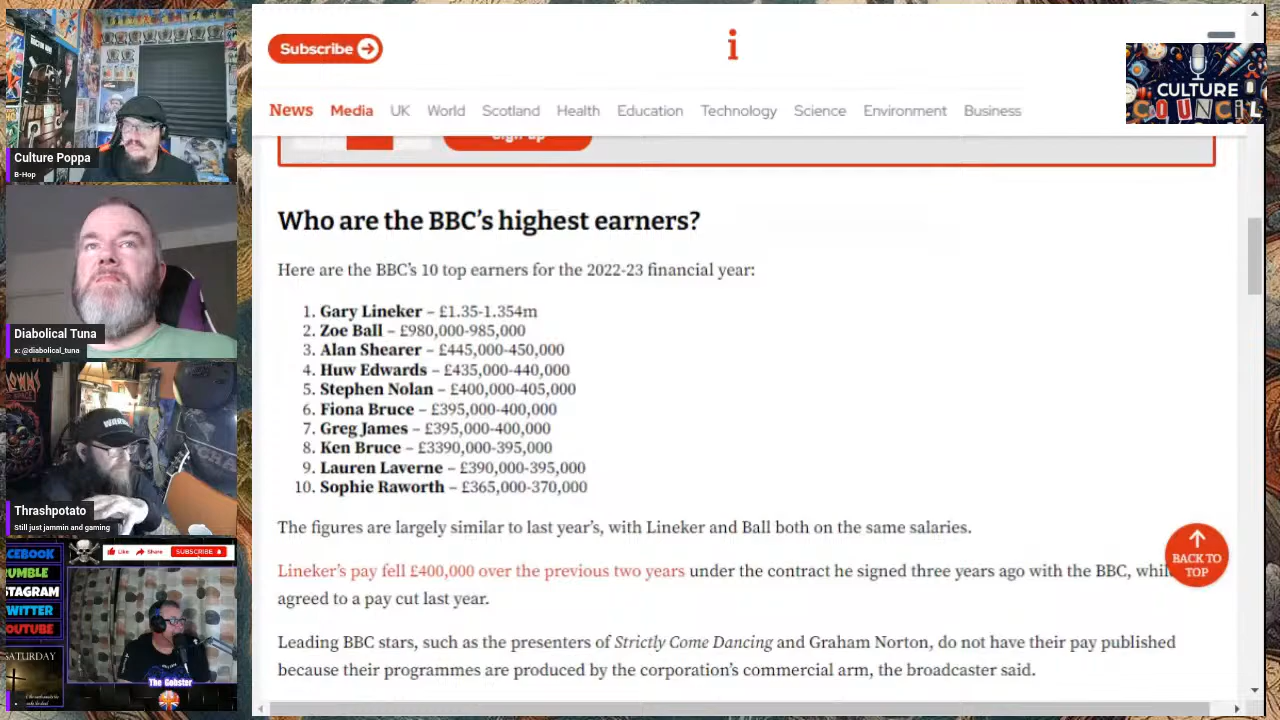 Subscribe
i
News Media UK World Scotland Health Education Technology Science Environment Business
CULTURE
COUNCIL
Sign up
Who are the BBC's highest earners?
Here are the BBC's 10 top earners for the 2022-23 financial year:
1. Gary Lineker – £1.35-1.354m
2. Zoe Ball – £980,000-985,000
3. Alan Shearer – £445,000-450,000
4. Huw Edwards – £435,000-440,000
5. Stephen Nolan – £400,000-405,000
6. Fiona Bruce – £395,000-400,000
7. Greg James – £395,000-400,000
8. Ken Bruce – £3390,000-395,000
9. Lauren Laverne – £390,000-395,000
10. Sophie Raworth – £365,000-370,000
The figures are largely similar to last year's, with Lineker and Ball both on the same salaries.
Lineker's pay fell £400,000 over the previous two years under the contract he signed three years ago with the BBC, whil
agreed to a pay cut last year.
Leading BBC stars, such as the presenters of Strictly Come Dancing and Graham Norton, do not have their pay published
because their programmes are produced by the corporation's commercial arm, the broadcaster said.
BACK TO
TOP
Culture Poppa
B-Hop
Diabolical Tuna
x: @diabolical_tuna
Thrashpotato
Still just jammin and gaming
Like Share SUBSCRIBE
CEBOOK
UMBLE
STAGRAM
WITTER
OUTUBE
SATURDAY
The Gobster